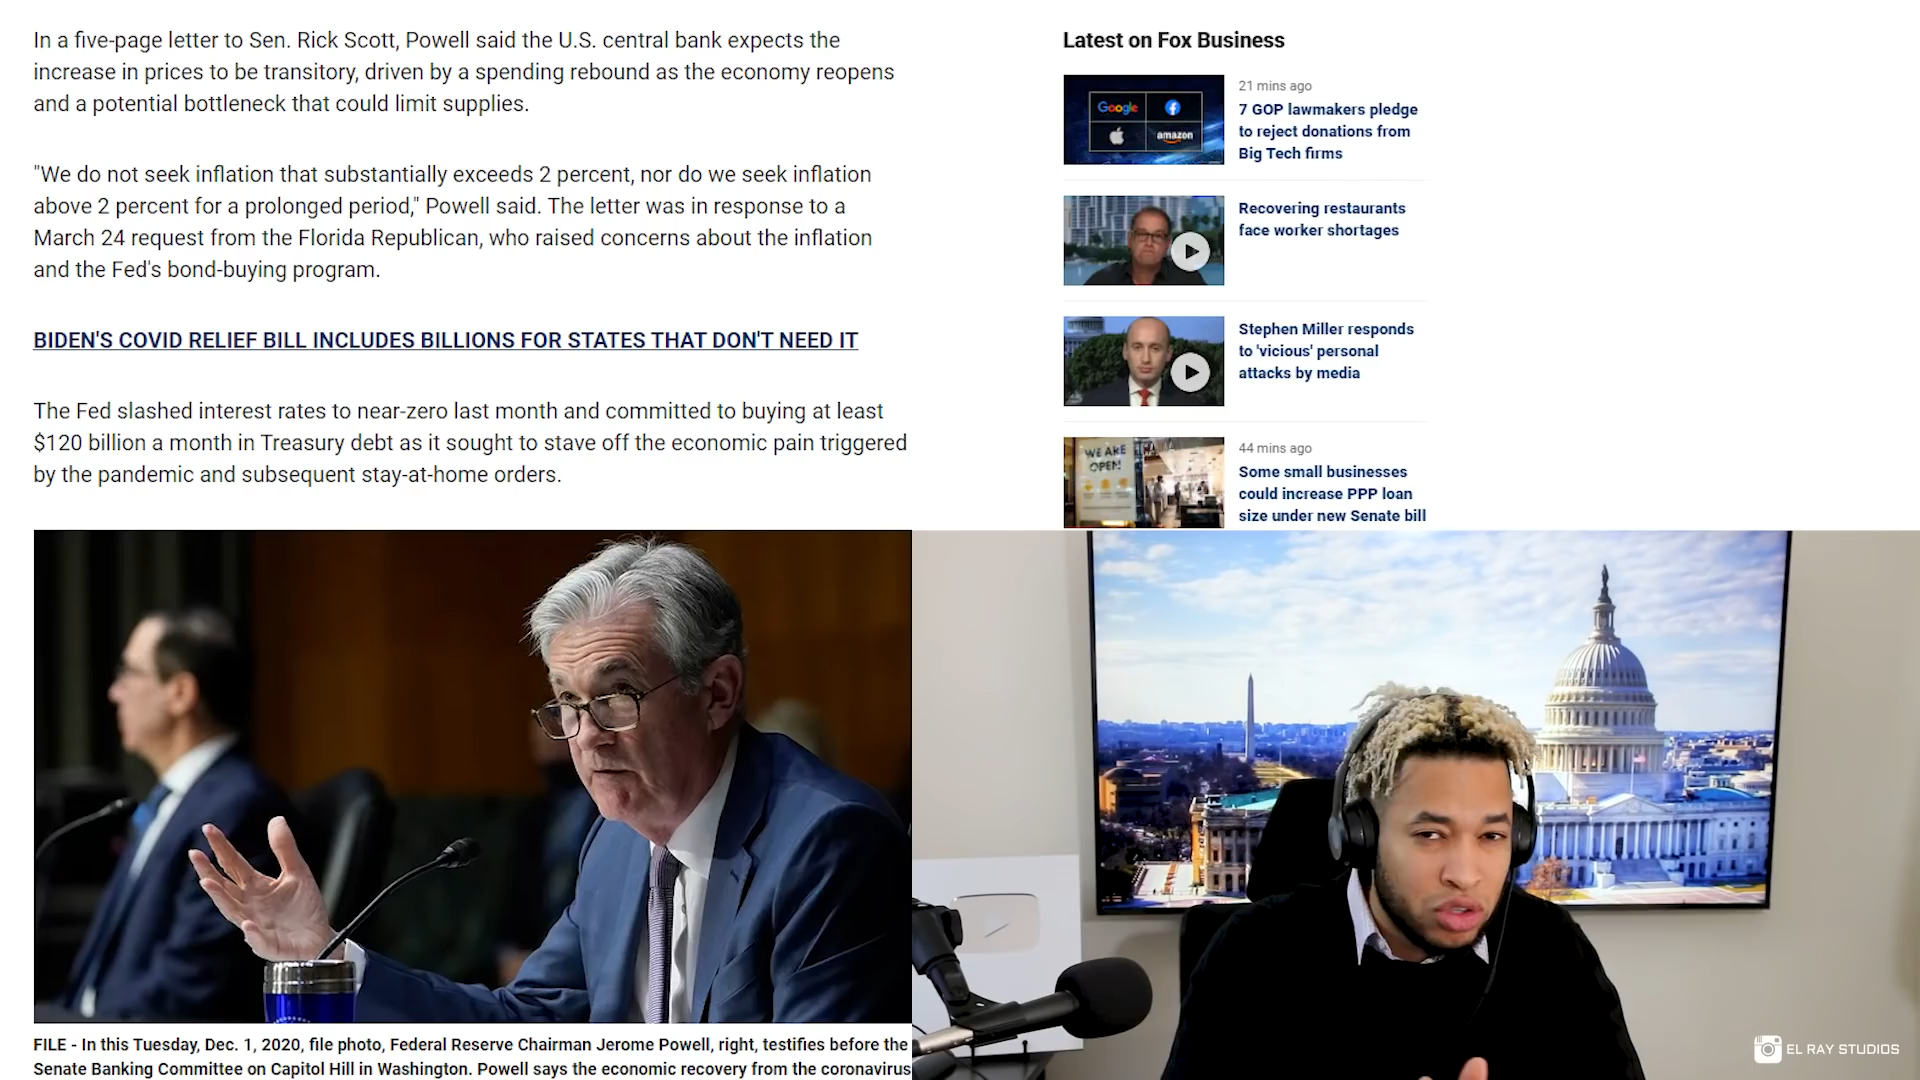 In a five-page letter to Sen. Rick Scott, Powell said the U.S. central bank expects the
increase in prices to be transitory, driven by a spending rebound as the economy reopens
and a potential bottleneck that could limit supplies.
"We do not seek inflation that substantially exceeds 2 percent, nor do we seek inflation
above 2 percent for a prolonged period," Powell said. The letter was in response to a
March 24 request from the Florida Republican, who raised concerns about the inflation
and the Fed's bond-buying program.
BIDEN'S COVID RELIEF BILL INCLUDES BILLIONS FOR STATES THAT DON'T NEED IT
The Fed slashed interest rates to near-zero last month and committed to buying at least
$120 billion a month in Treasury debt as it sought to stave off the economic pain triggered
by the pandemic and subsequent stay-at-home orders.
FILE - In this Tuesday, Dec. 1, 2020, file photo, Federal Reserve Chairman Jerome Powell, right, testifies before the
Senate Banking Committee on Capitol Hill in Washington. Powell says the economic recovery from the coronavirus
Latest on Fox Business
Google
amazon
21 mins ago
7 GOP lawmakers pledge
to reject donations from
Big Tech firms
Recovering restaurants
face worker shortages
Stephen Miller responds
to 'vicious' personal
attacks by media
WE ARE
OPEN!
44 mins ago
Some small businesses
could increase PPP loan
size under new Senate bill
EL RAY STUDIOS